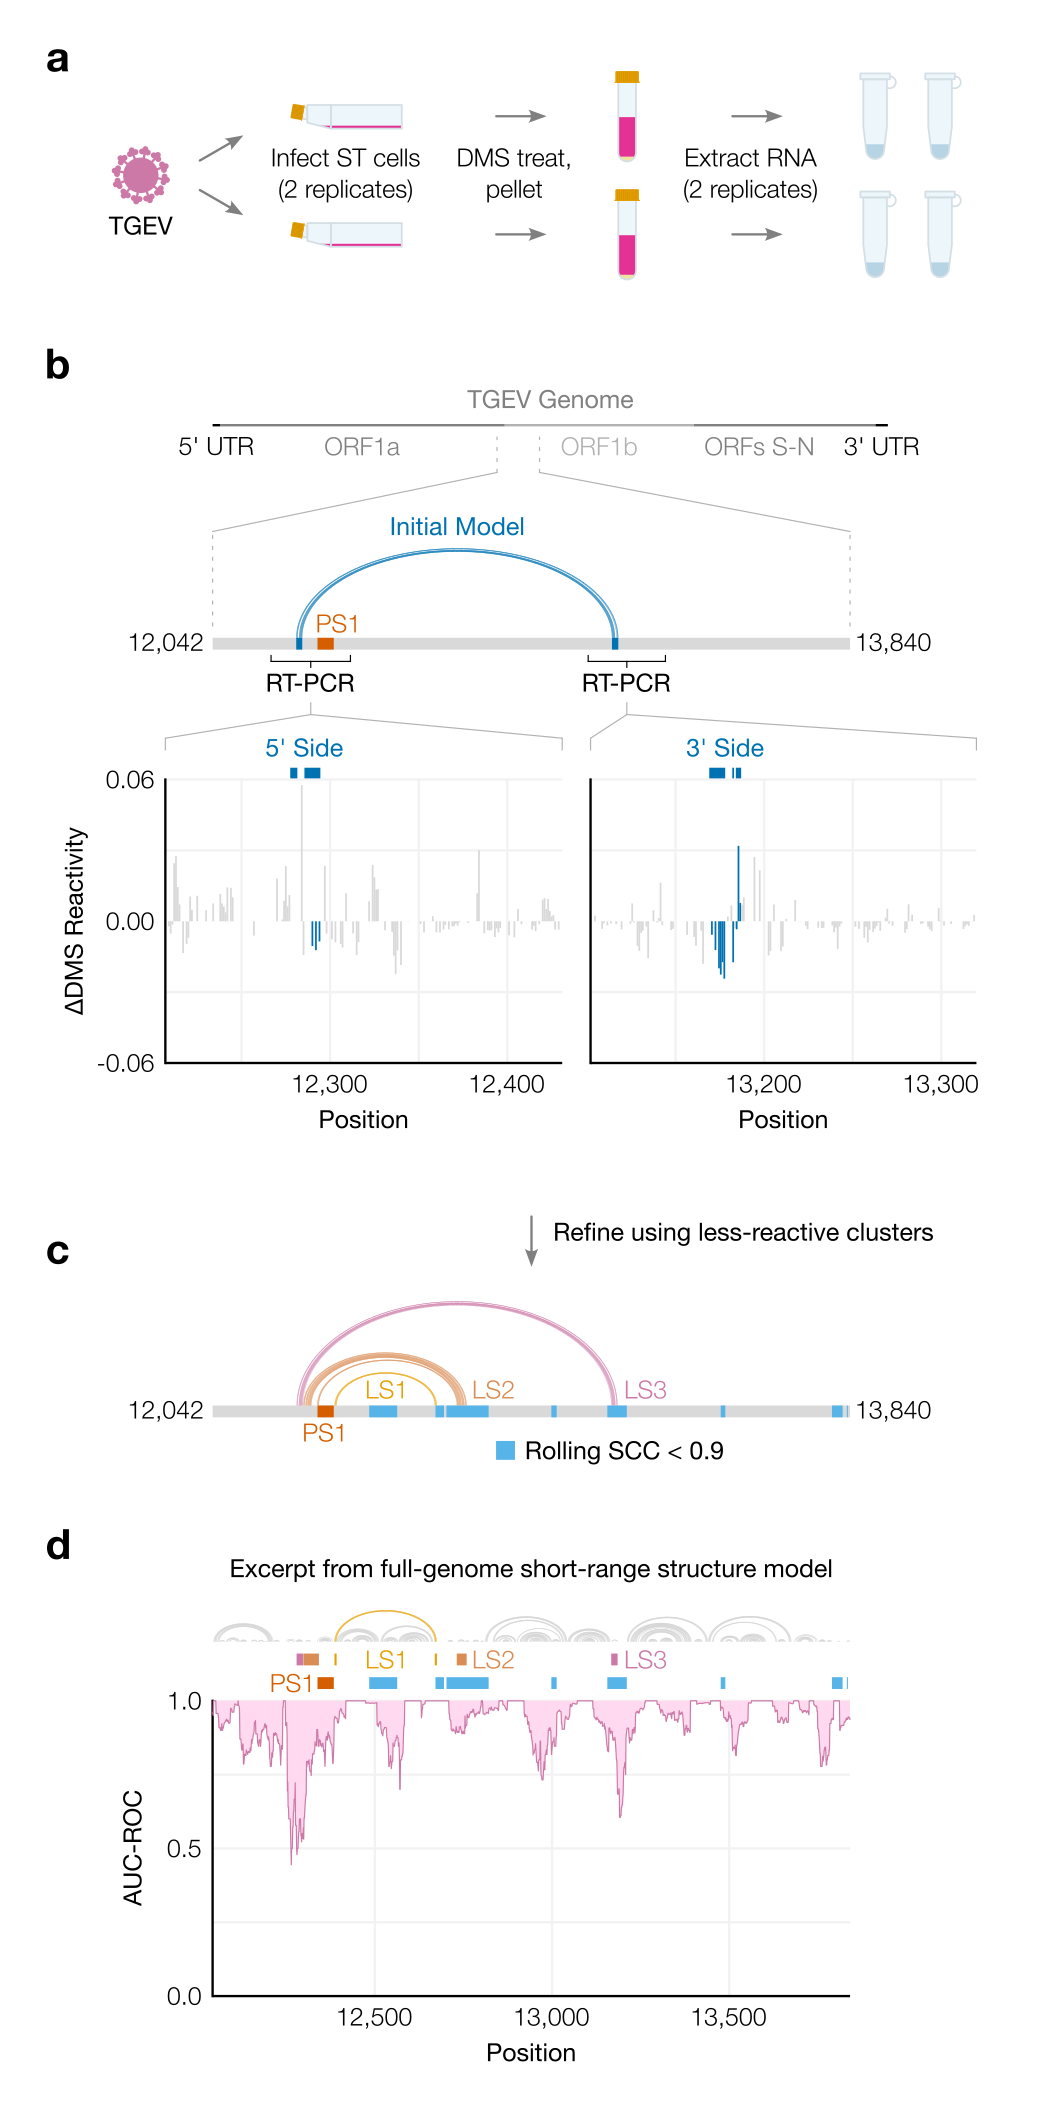 a
TGEV
Infect ST cells
(2 replicates)
DMS treat,
pellet
Extract RNA
(2 replicates)
b
TGEV Genome
5' UTR
ORF1a
ORF1b
ORFs S-N
3' UTR
Initial Model
PS1
12,042
13,840
RT-PCR
RT-PCR
5' Side
3' Side
0.06
0.00
-0.06
ΔDMS Reactivity
12,300
12,400
13,200
13,300
Position
Position
Refine using less-reactive clusters
c
LS1
LS2
LS3
12,042
13,840
PS1
Rolling SCC < 0.9
d
Excerpt from full-genome short-range structure model
LS1
LS2
LS3
PS1
1.0
0.5
0.0
AUC-ROC
12,500
13,000
13,500
Position